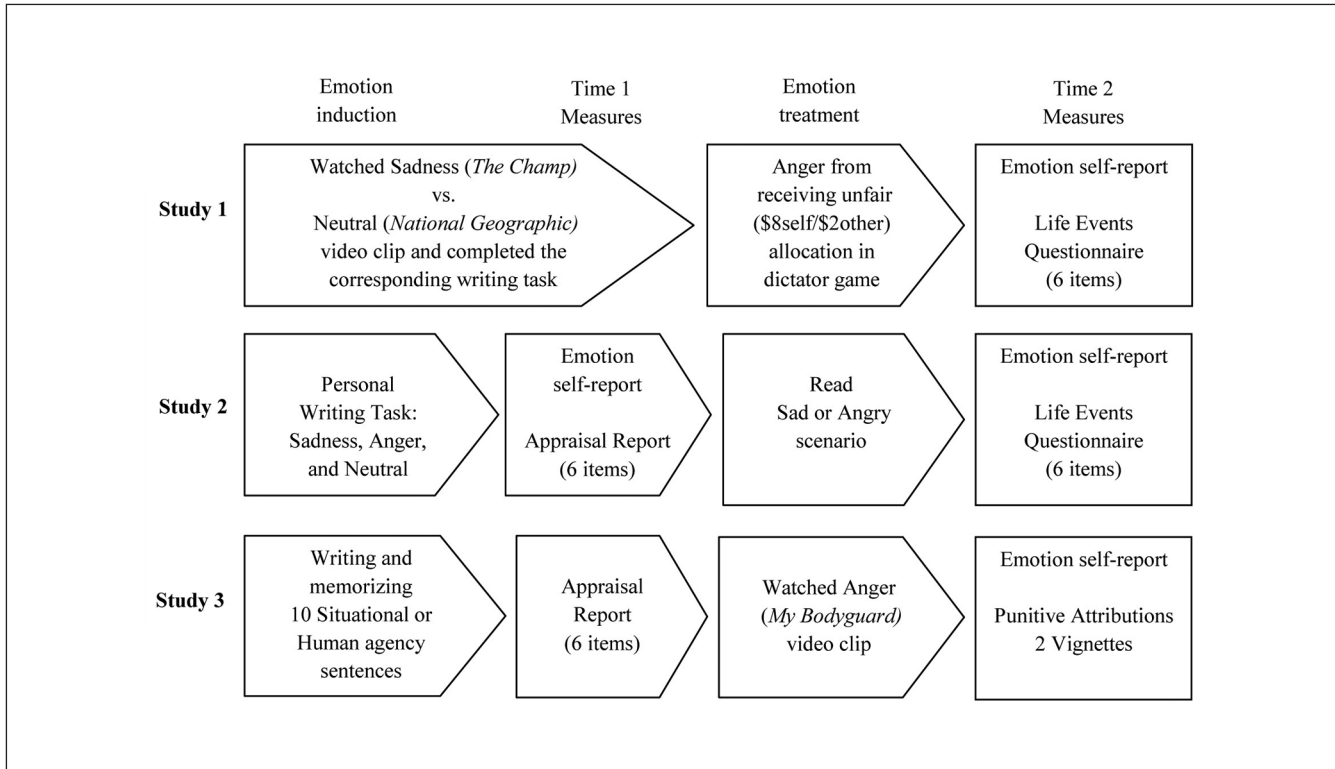 Emotion
induction
Time 1
Measures
Emotion
treatment
Time 2
Measures
Study 1
Watched Sadness (The Champ)
vs.
Neutral (National Geographic)
video clip and completed the
corresponding writing task
Anger from
receiving unfair
($8self/$2other)
allocation in
dictator game
Emotion self-report
Life Events
Questionnaire
(6 items)
Study 2
Personal
Writing Task:
Sadness, Anger,
and Neutral
Emotion
self-report
Appraisal Report
(6 items)
Read
Sad or Angry
scenario
Emotion self-report
Life Events
Questionnaire
(6 items)
Study 3
Writing and
memorizing
10 Situational or
Human agency
sentences
Appraisal
Report
(6 items)
Watched Anger
(My Bodyguard)
video clip
Emotion self-report
Punitive Attributions
2 Vignettes